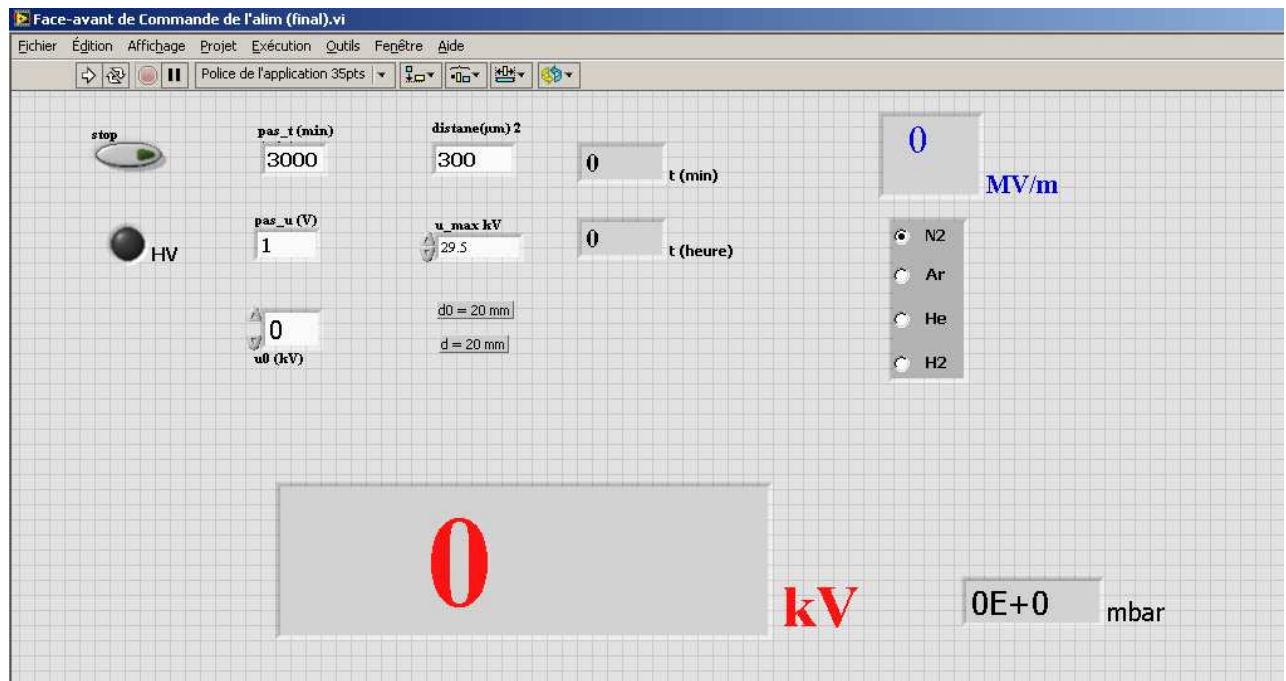 Face-avant de Commande de l'alim (final).vi
Fichier Édition Affichage Projet Exécution Outils Fenêtre Aide
Police de l'application 35pts
stop
pas_t (min)
3000
distane(µm) 2
300
0
t (min)
0
MV/m
HV
pas_u (V)
1
u_max kV
29.5
0
t (heure)
N2
Ar
He
H2
d0 = 20 mm
d = 20 mm
0
u0 (kV)
0
kV
0E+0
mbar